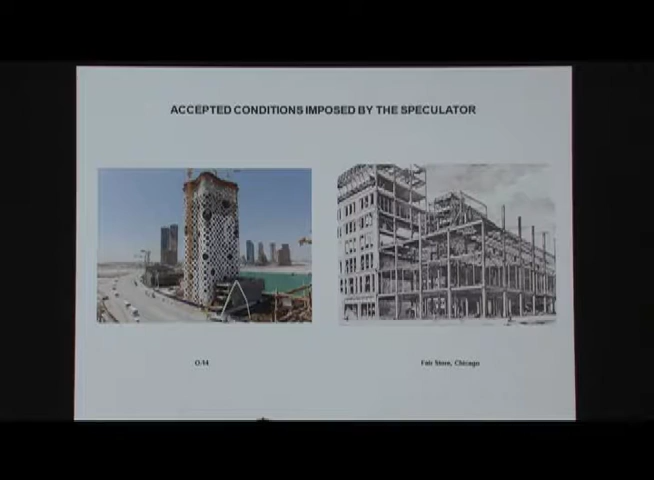 ACCEPTED CONDITIONS IMPOSED BY THE SPECULATOR
O-14
Fair Store, Chicago